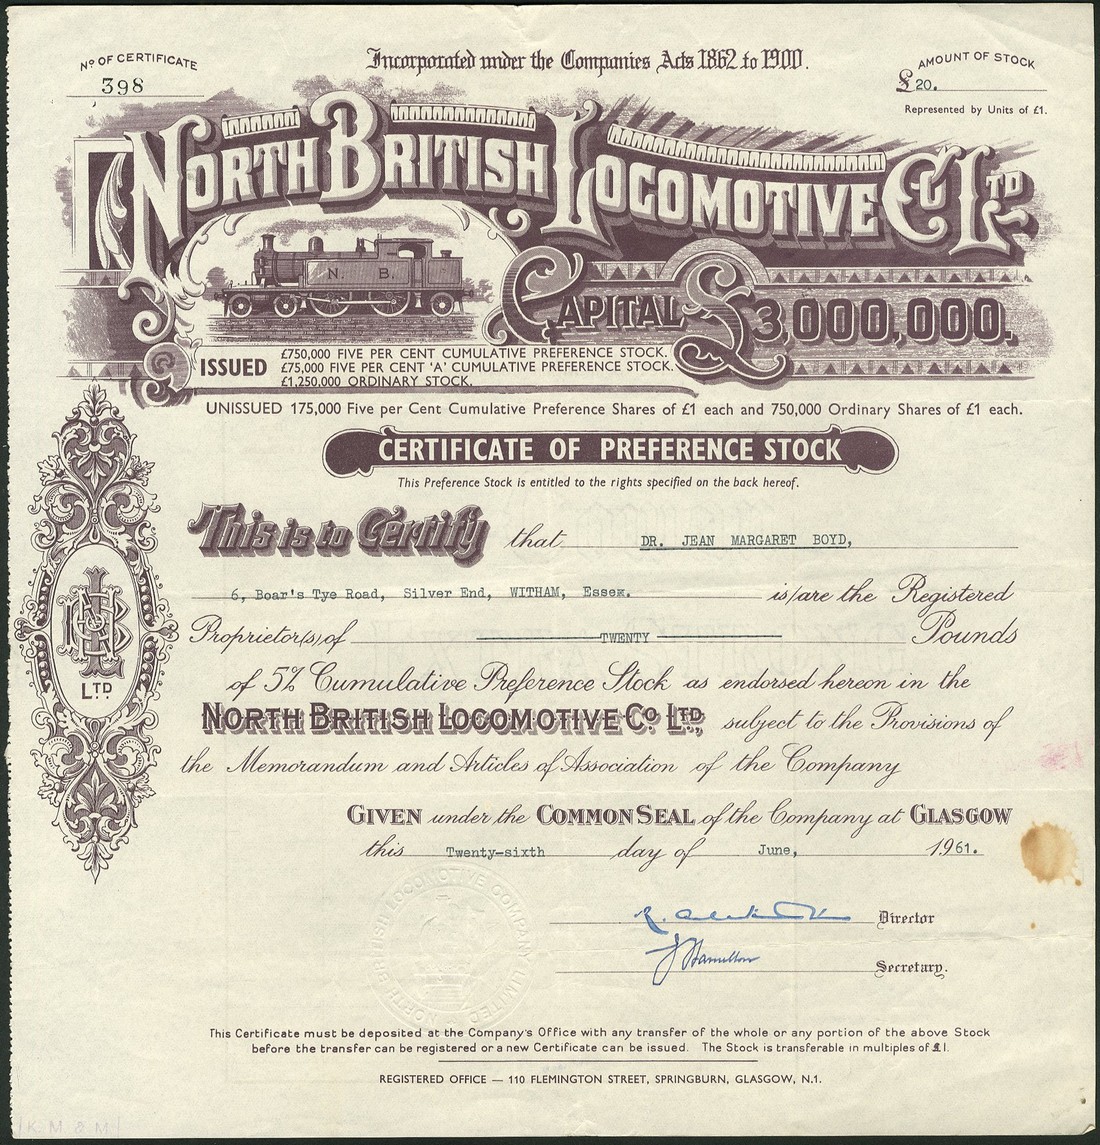 Nº OF CERTIFICATE
398
Incorporated under the Companies Acts 1862 to 1900.
AMOUNT OF STOCK
£ 20.
Represented by Units of £1.
NORTH BRITISH LOCOMOTIVE Cº LTD
N. B.
CAPITAL £3,000,000.
ISSUED
£750,000 FIVE PER CENT CUMULATIVE PREFERENCE STOCK.
£75,000 FIVE PER CENT 'A' CUMULATIVE PREFERENCE STOCK.
£1,250,000 ORDINARY STOCK.
UNISSUED 175,000 Five per Cent Cumulative Preference Shares of £1 each and 750,000 Ordinary Shares of £1 each.
CERTIFICATE OF PREFERENCE STOCK
This Preference Stock is entitled to the rights specified on the back hereof.
This is to Certify that DR. JEAN MARGARET BOYD,
6, Boar's Tye Road, Silver End, WITHAM, Essex. is/are the Registered
Proprietor(s) of TWENTY Pounds
of 5% Cumulative Preference Stock as endorsed hereon in the
NORTH BRITISH LOCOMOTIVE Cº LTD, subject to the Provisions of
the Memorandum and Articles of Association of the Company
LTD.
GIVEN under the COMMON SEAL of the Company at GLASGOW
this Twenty-sixth day of June, 1961.
Director
J Hamilton
Secretary.
NORTH BRITISH LOCOMOTIVE COMPANY LIMITED
This Certificate must be deposited at the Company's Office with any transfer of the whole or any portion of the above Stock
before the transfer can be registered or a new Certificate can be issued. The Stock is transferable in multiples of £1.
REGISTERED OFFICE — 110 FLEMINGTON STREET, SPRINGBURN, GLASGOW, N.1.
K. M. & M